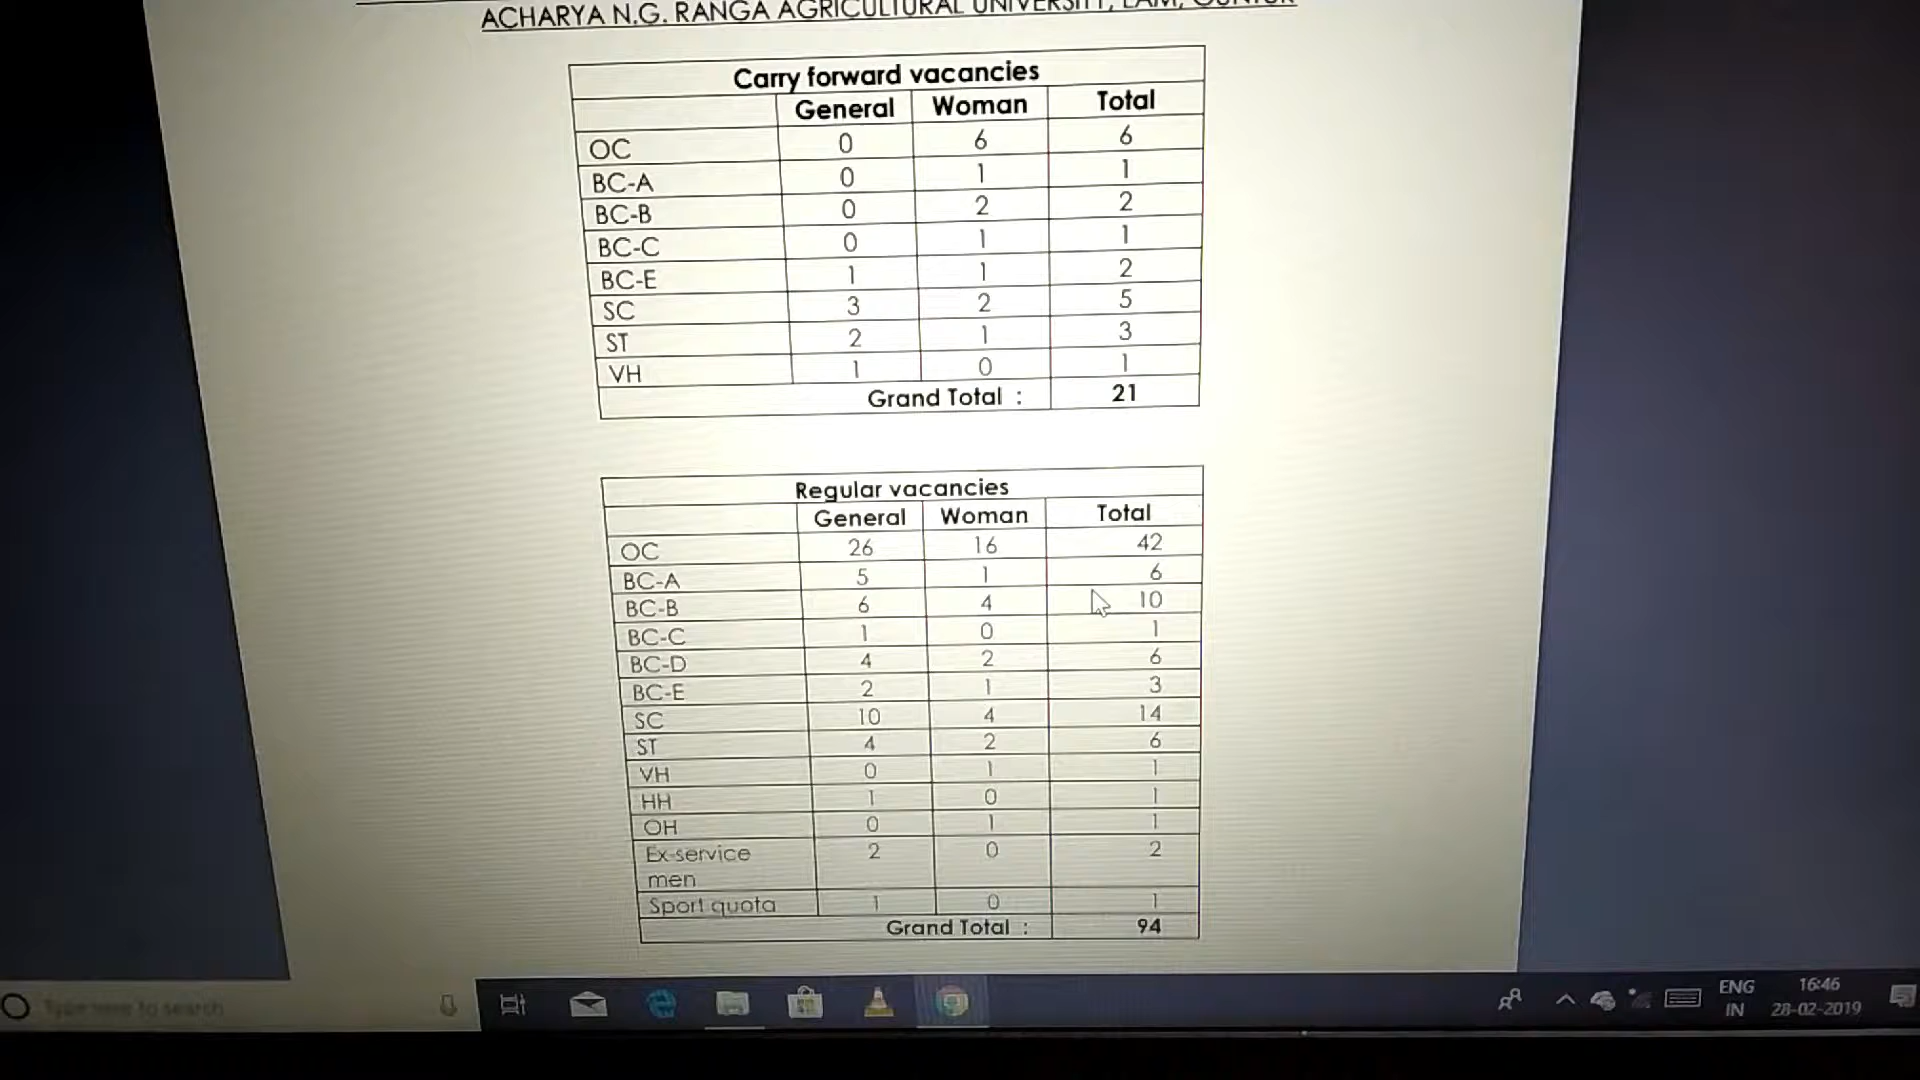 ACHARYA N.G. RANGA AGRICULTURAL UNIVERSITY, LAM, GUNTUR
Carry forward vacancies
General Woman Total
OC 0 6 6
BC-A 0 1 1
BC-B 0 2 2
BC-C 0 1 1
BC-E 1 1 2
SC 3 2 5
ST 2 1 3
VH 1 0 1
Grand Total : 21
Regular vacancies
General Woman Total
OC 26 16 42
BC-A 5 1 6
BC-B 6 4 10
BC-C 1 0 1
BC-D 4 2 6
BC-E 2 1 3
SC 10 4 14
ST 4 2 6
VH 0 1 1
HH 1 0 1
OH 0 1 1
Ex-service 2 0 2
men
Sport quota 1 0 1
Grand Total : 94
Type here to search
ENG 16:46
IN 28-02-2019